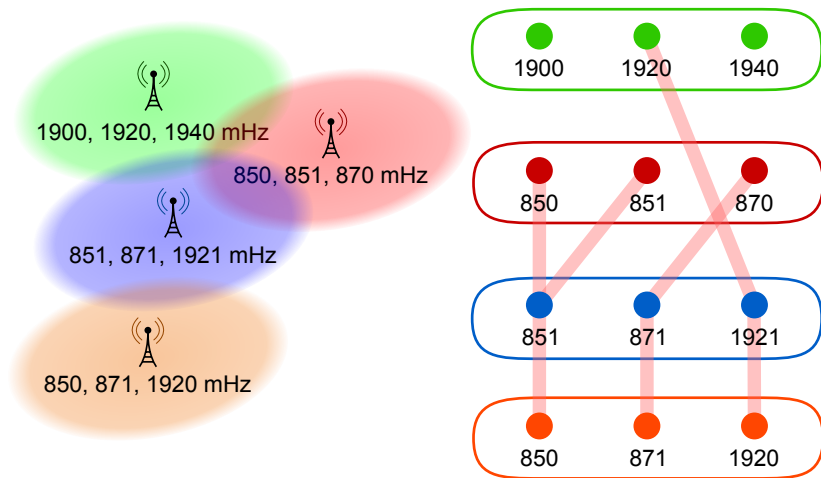 1900, 1920, 1940 mHz
850, 851, 870 mHz
851, 871, 1921 mHz
850, 871, 1920 mHz
1900 1920 1940
850 851 870
851 871 1921
850 871 1920